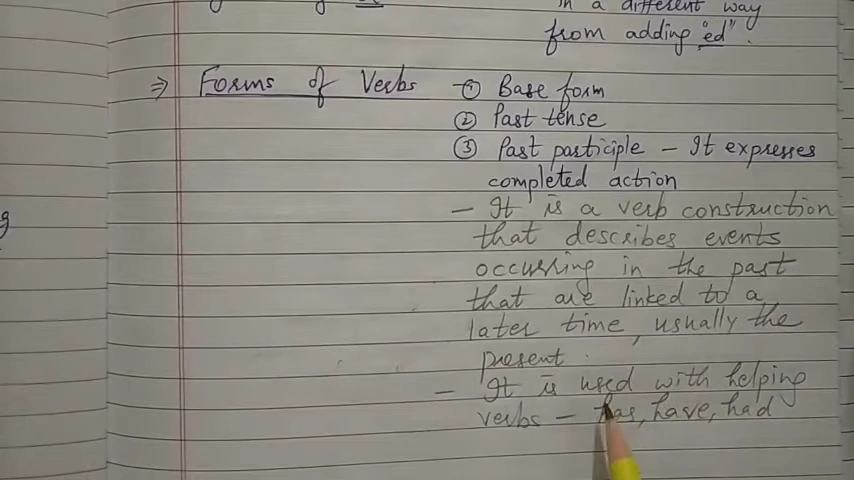 in a different way
from adding "ed".
⇒ Forms of Verbs - ① Base form
② Past tense
③ Past participle - It expresses
completed action
- It is a verb construction
that describes events
occurring in the past
that are linked to a
later time, usually the
present.
- It is used with helping
verbs - has, have, had